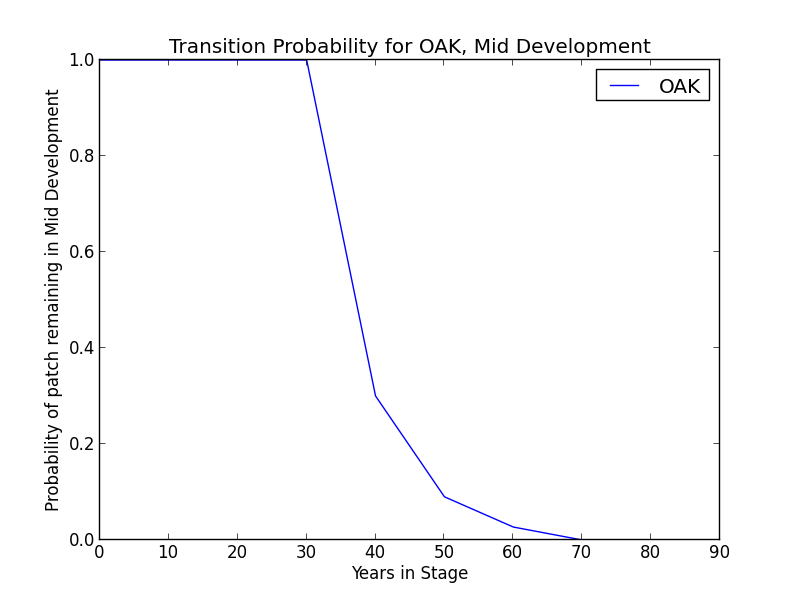 Transition Probability for OAK, Mid Development
OAK
Probability of patch remaining in Mid Development
1.0
0.8
0.6
0.4
0.2
0.0
0 10 20 30 40 50 60 70 80 90
Years in Stage